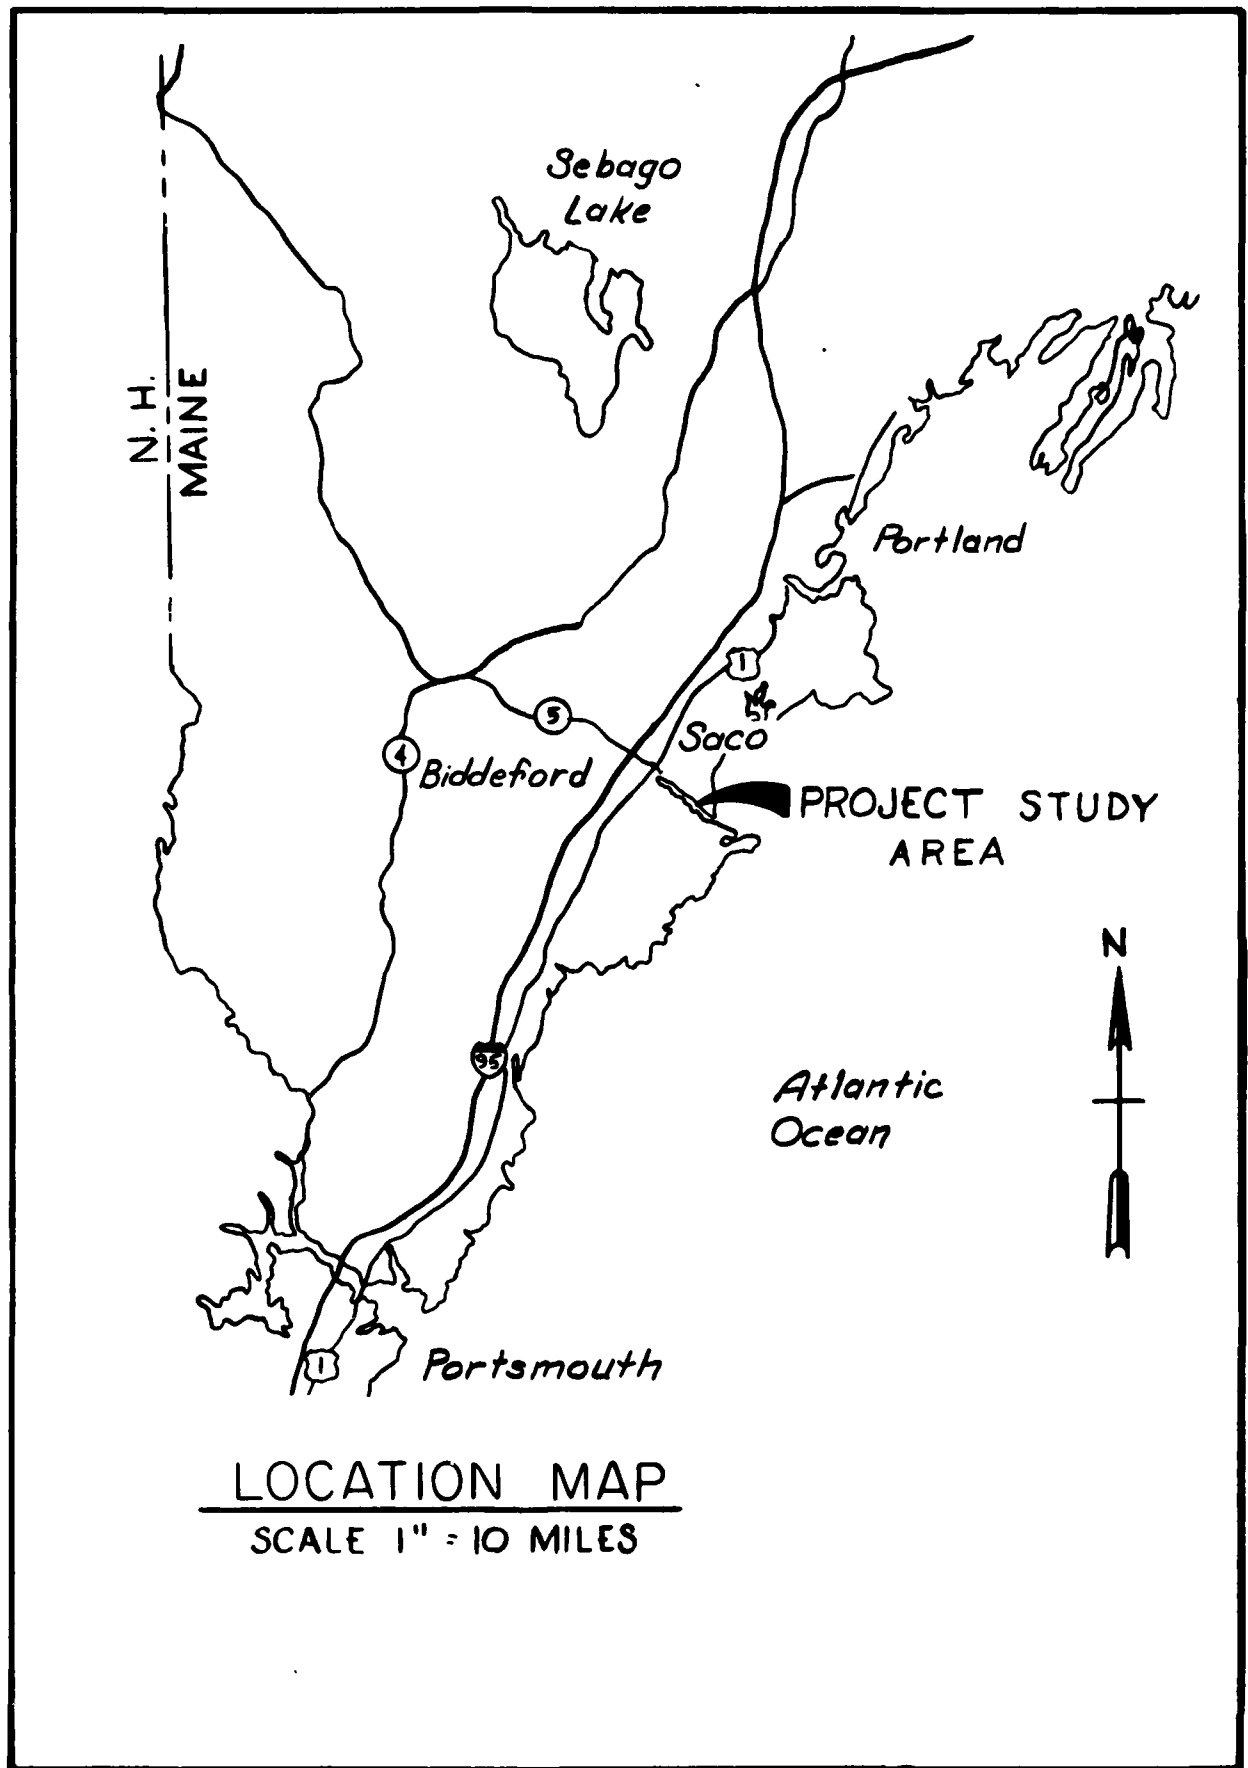 Sebago
Lake
N. H.
MAINE
Portland
1
5
Saco
4
Biddeford
PROJECT STUDY
AREA
N
95
Atlantic
Ocean
1
Portsmouth
LOCATION MAP
SCALE 1" = 10 MILES